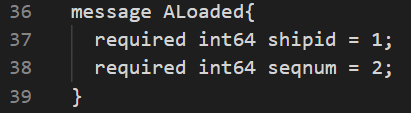 36 message ALoaded{
37   required int64 shipid = 1;
38   required int64 seqnum = 2;
39 }